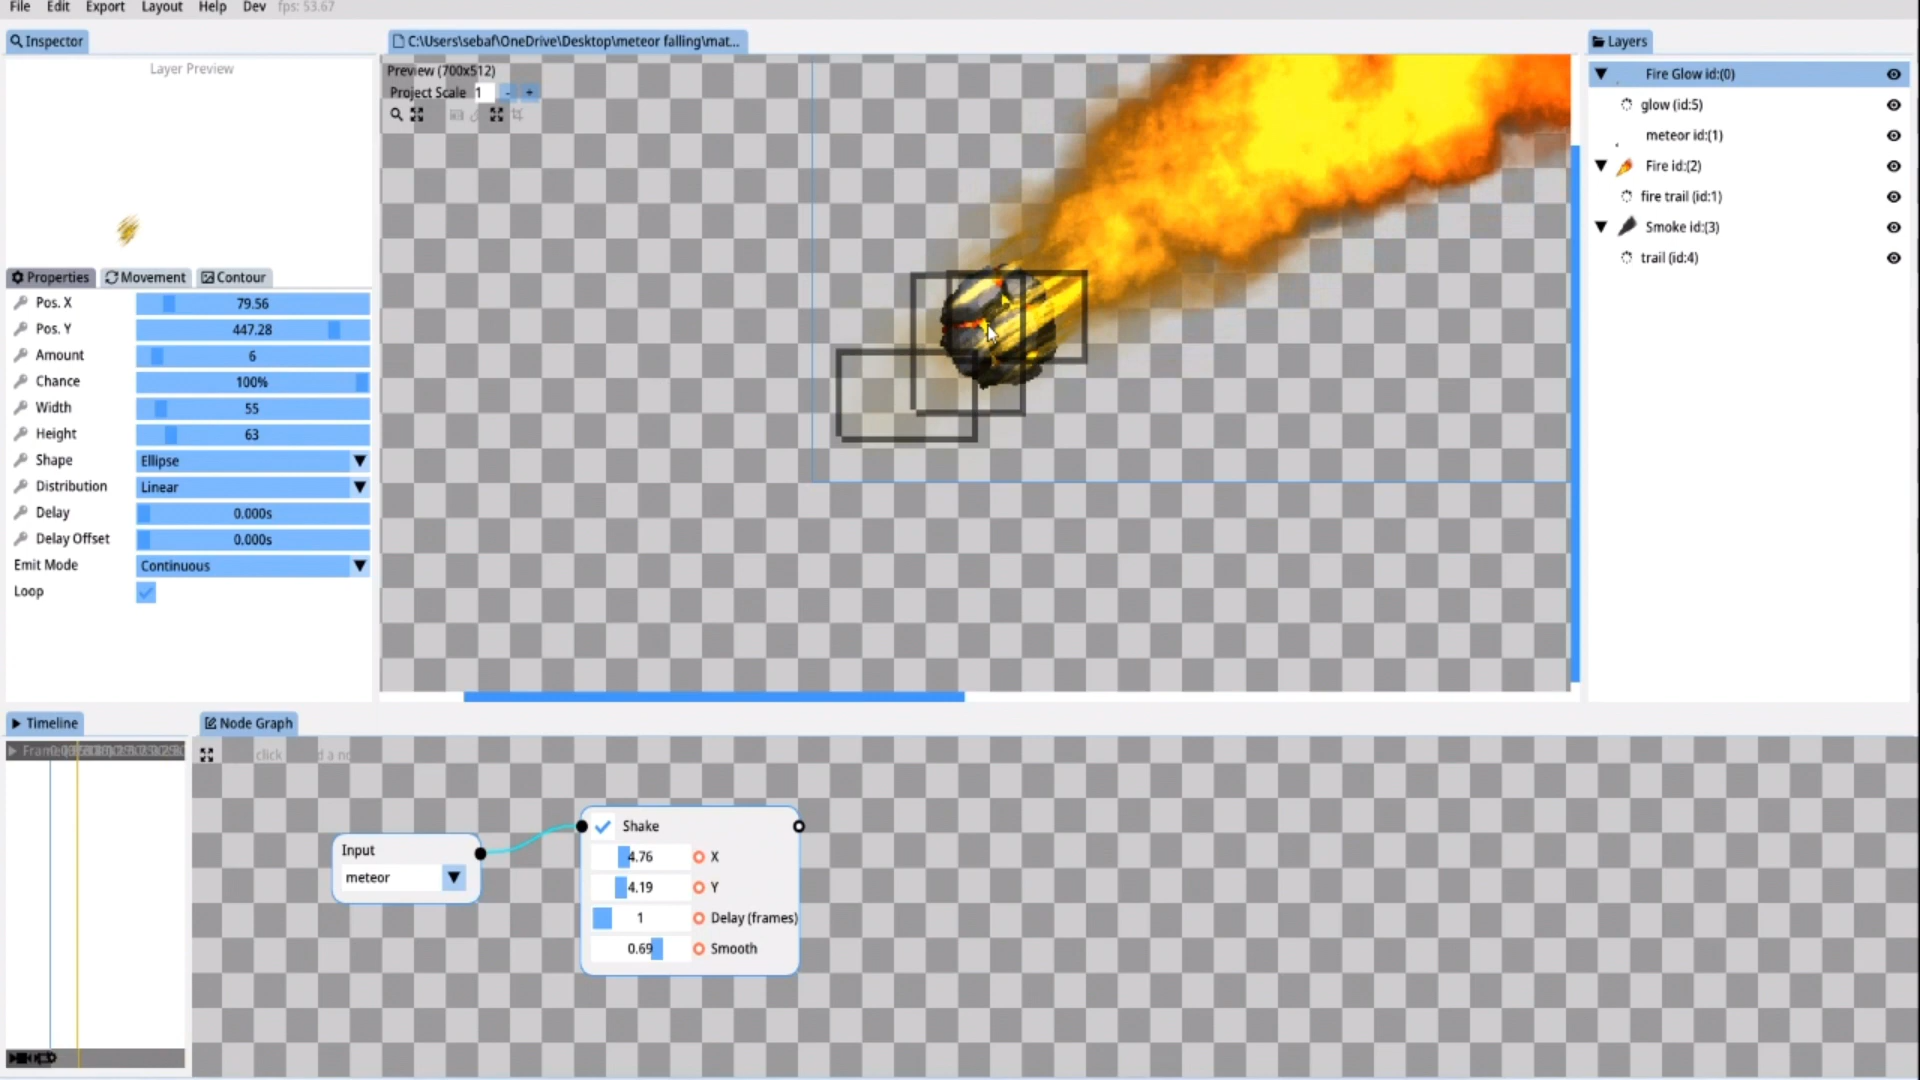 File Edit Export Layout Help Dev fps: 53.67
Inspector
Layer Preview
Properties Movement Contour
Pos. X 79.56
Pos. Y 447.28
Amount 6
Chance 100%
Width 55
Height 63
Shape Ellipse
Distribution Linear
Delay 0.000s
Delay Offset 0.000s
Emit Mode Continuous
Loop
C:\Users\sebaf\OneDrive\Desktop\meteor falling\mat...
Preview (700x512)
Project Scale 1 - +
Layers
Fire Glow id:(0)
glow (id:5)
meteor id:(1)
Fire id:(2)
fire trail (id:1)
Smoke id:(3)
trail (id:4)
Timeline
Frame
Node Graph
click
Input
meteor
Shake
4.76 X
4.19 Y
1 Delay (frames)
0.69 Smooth